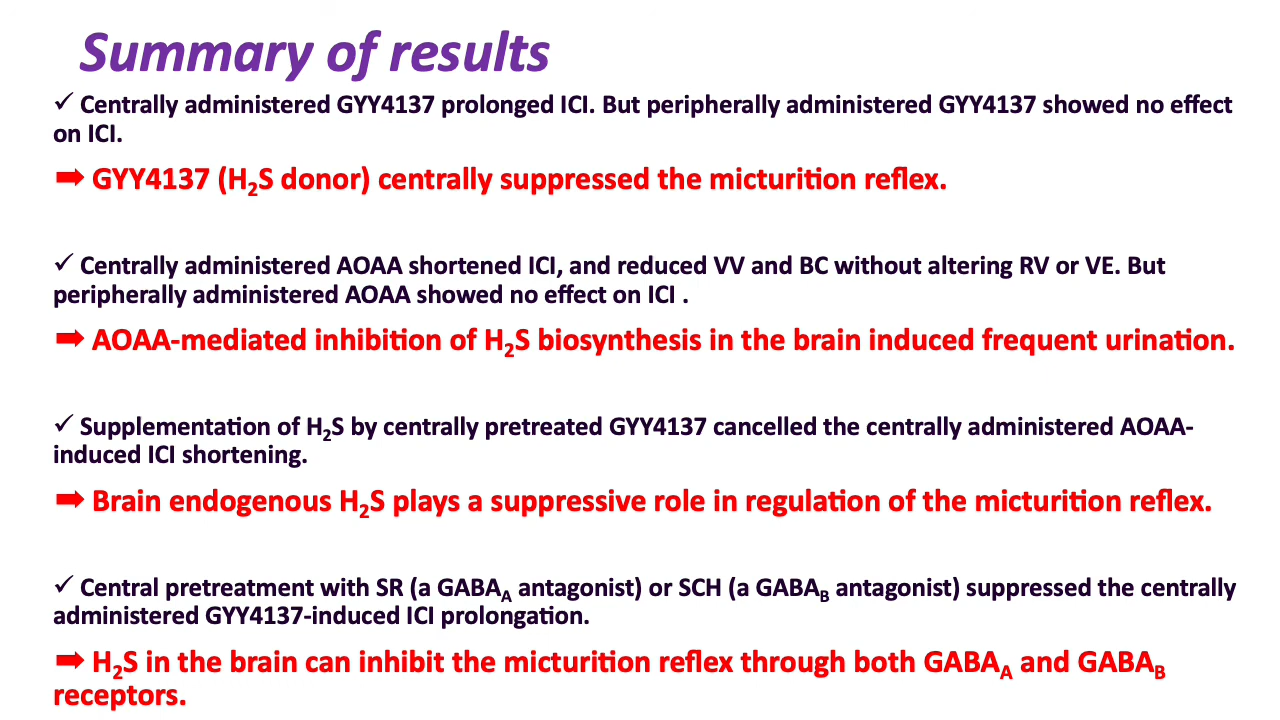 Summary of results
✓ Centrally administered GYY4137 prolonged ICI. But peripherally administered GYY4137 showed no effect
on ICI.
➡ GYY4137 (H₂S donor) centrally suppressed the micturition reflex.
✓ Centrally administered AOAA shortened ICI, and reduced VV and BC without altering RV or VE. But
peripherally administered AOAA showed no effect on ICI .
➡ AOAA-mediated inhibition of H₂S biosynthesis in the brain induced frequent urination.
✓ Supplementation of H₂S by centrally pretreated GYY4137 cancelled the centrally administered AOAA-
induced ICI shortening.
➡ Brain endogenous H₂S plays a suppressive role in regulation of the micturition reflex.
✓ Central pretreatment with SR (a GABA_A antagonist) or SCH (a GABA_B antagonist) suppressed the centrally
administered GYY4137-induced ICI prolongation.
➡ H₂S in the brain can inhibit the micturition reflex through both GABA_A and GABA_B
receptors.